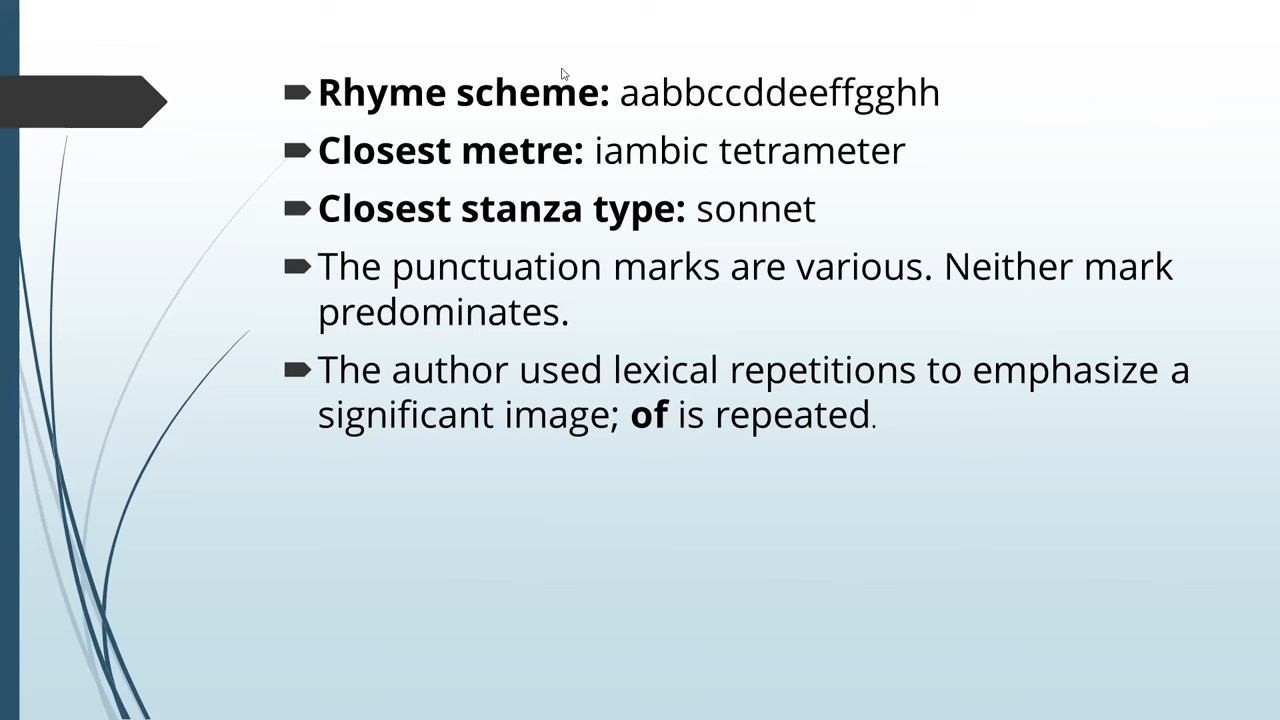 Rhyme scheme: aabbccddeeffgghh
Closest metre: iambic tetrameter
Closest stanza type: sonnet
The punctuation marks are various. Neither mark
predominates.
The author used lexical repetitions to emphasize a
significant image; of is repeated.